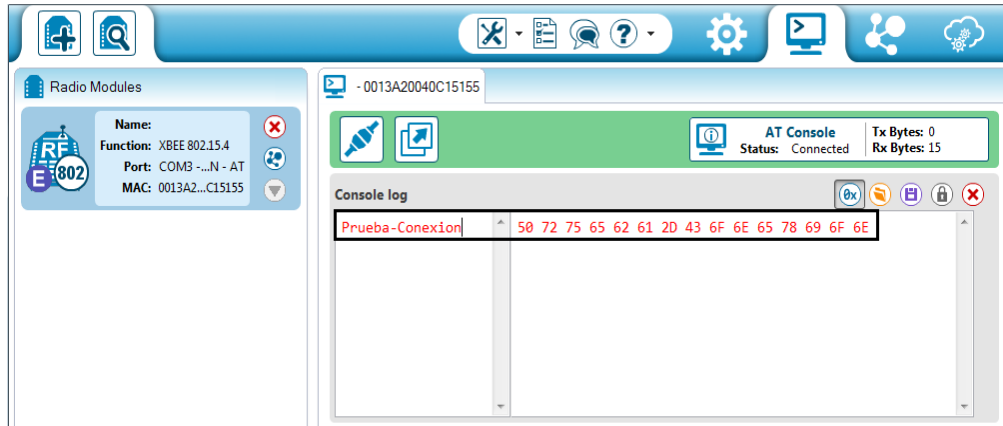 Radio Modules
- 0013A20040C15155
RF
E
802
Name:
Function: XBEE 802.15.4
Port: COM3 -...N - AT
MAC: 0013A2...C15155
AT Console
Status: Connected
Tx Bytes: 0
Rx Bytes: 15
Console log
0x
Prueba-Conexion
50 72 75 65 62 61 2D 43 6F 6E 65 78 69 6F 6E